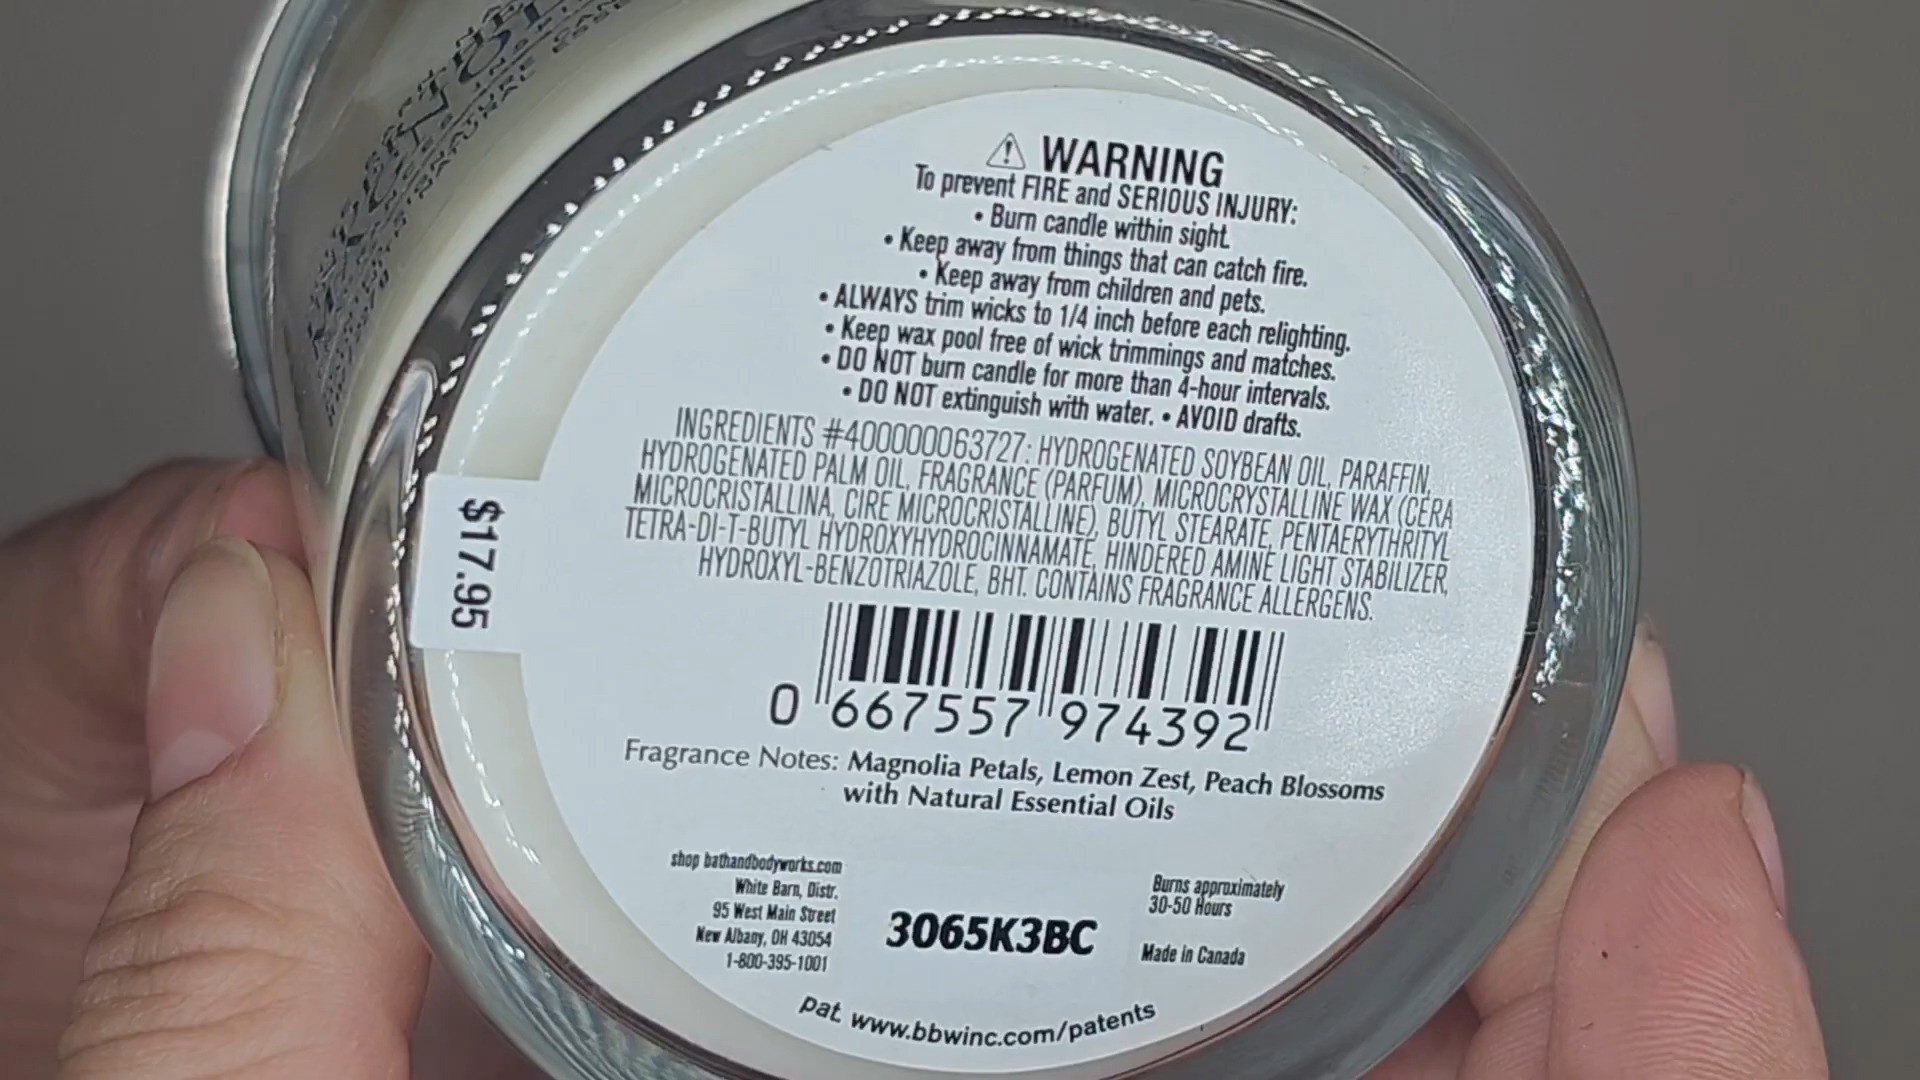 WARNING
To prevent FIRE and SERIOUS INJURY:
• Burn candle within sight.
• Keep away from things that can catch fire.
• Keep away from children and pets.
• ALWAYS trim wicks to 1/4 inch before each relighting.
• Keep wax pool free of wick trimmings and matches.
• DO NOT burn candle for more than 4-hour intervals.
• DO NOT extinguish with water. • AVOID drafts.
INGREDIENTS #400000063727: HYDROGENATED SOYBEAN OIL, PARAFFIN,
HYDROGENATED PALM OIL, FRAGRANCE (PARFUM), MICROCRYSTALLINE WAX (CERA
MICROCRISTALLINA, CIRE MICROCRISTALLINE), BUTYL STEARATE, PENTAERYTHRITYL
TETRA-DI-T-BUTYL HYDROXYHYDROCINNAMATE, HINDERED AMINE LIGHT STABILIZER,
HYDROXYL-BENZOTRIAZOLE, BHT. CONTAINS FRAGRANCE ALLERGENS.
$17.95
0 667557 974392
Fragrance Notes: Magnolia Petals, Lemon Zest, Peach Blossoms
with Natural Essential Oils
shop bathandbodyworks.com
White Barn, Distr.
95 West Main Street
New Albany, OH 43054
1-800-395-1001
3065K3BC
Burns approximately
30-50 Hours
Made in Canada
pat. www.bbwinc.com/patents